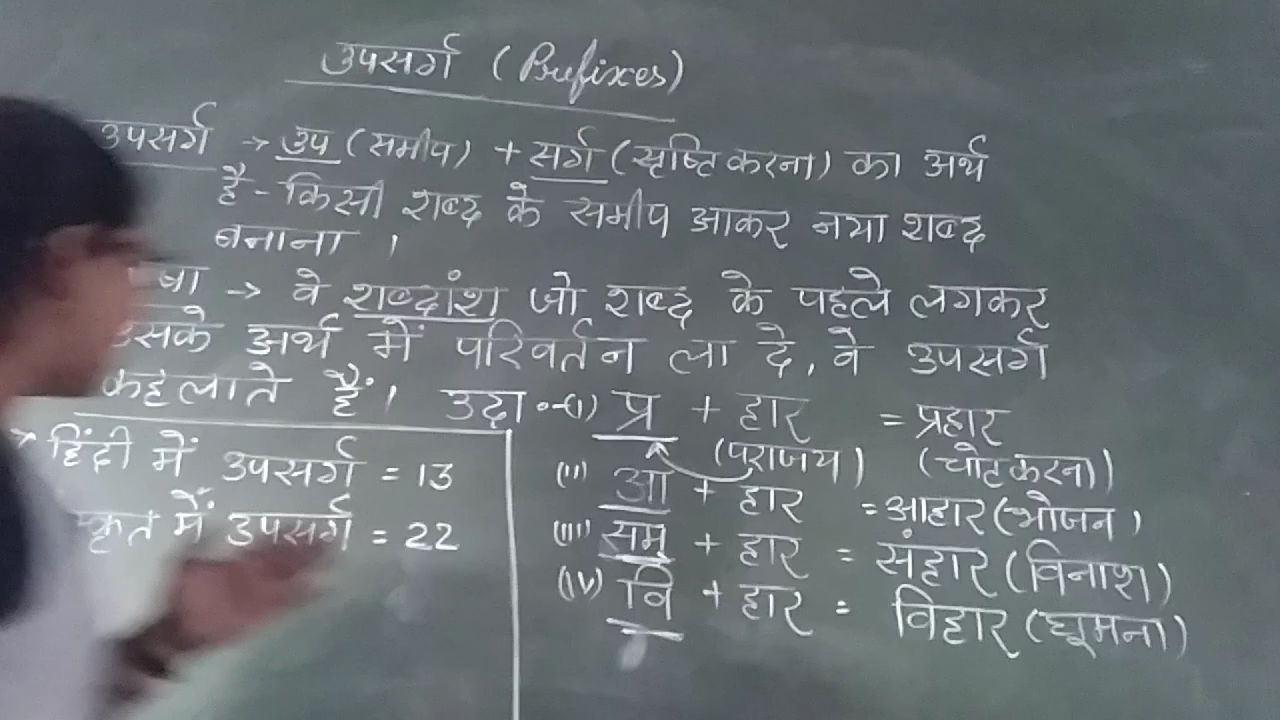 उपसर्ग (Prefixes)
उपसर्ग → उप (समीप) + सर्ग (सृष्टि करना) का अर्थ
है - किसी शब्द के समीप आकर नया शब्द
बनाना ।
→ वे शब्दांश जो शब्द के पहले लगकर
उसके अर्थ में परिवर्तन ला दे, वे उपसर्ग
कहलाते हैं। उदा०-(i) प्र + हार = प्रहार
(पराजय) (चोट करना)
(ii) आ + हार = आहार (भोजन)
(iii) सम् + हार = संहार (विनाश)
(iv) वि + हार = विहार (घूमना)
→ हिंदी में उपसर्ग = 13
में उपसर्ग = 22